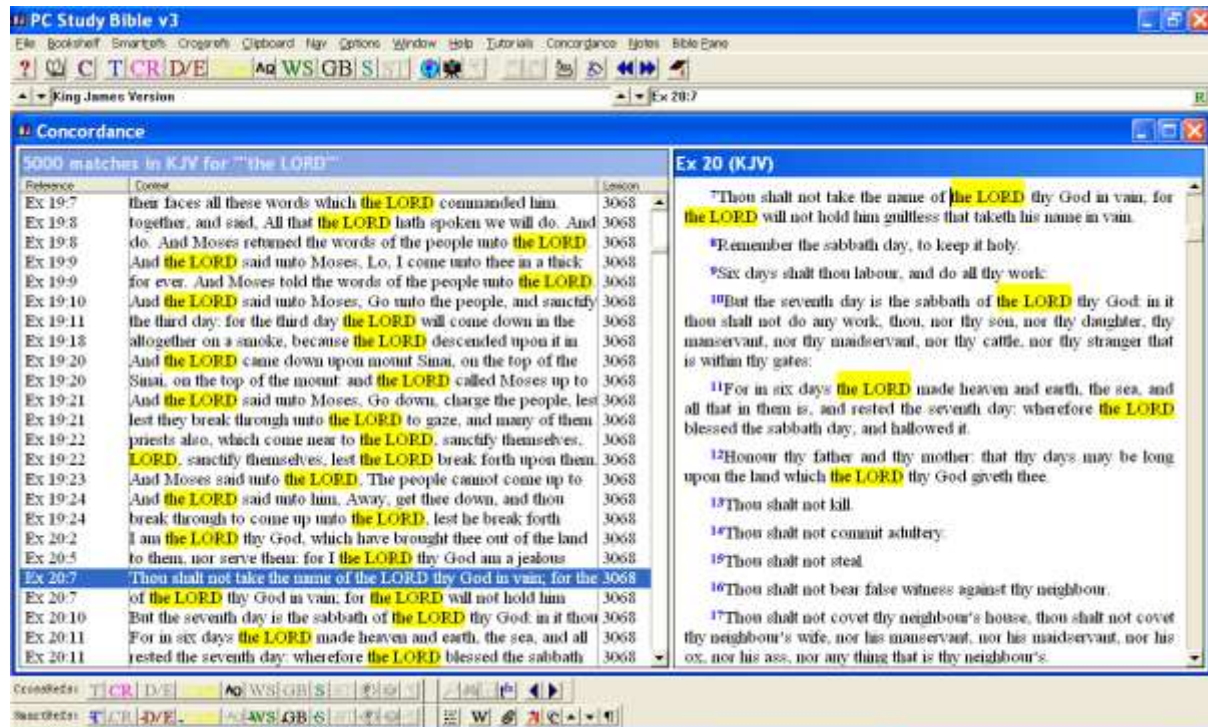 PC Study Bible v3
File Bookshelf Smartrefs Crossrefs Clipboard Nav Options Window Help Tutorials Concordance Notes Bible Pane
? C T CR D/E AQ WS GB S
King James Version Ex 20:7 R
Concordance
5000 matches in KJV for ""the LORD""
Reference Context Lexicon
Ex 19:7 their faces all these words which the LORD commanded him. 3068
Ex 19:8 together, and said, All that the LORD hath spoken we will do. And 3068
Ex 19:8 do. And Moses returned the words of the people unto the LORD. 3068
Ex 19:9 And the LORD said unto Moses, Lo, I come unto thee in a thick 3068
Ex 19:9 for ever. And Moses told the words of the people unto the LORD. 3068
Ex 19:10 And the LORD said unto Moses, Go unto the people, and sanctify 3068
Ex 19:11 the third day: for the third day the LORD will come down in the 3068
Ex 19:18 altogether on a smoke, because the LORD descended upon it in 3068
Ex 19:20 And the LORD came down upon mount Sinai, on the top of the 3068
Ex 19:20 Sinai, on the top of the mount: and the LORD called Moses up to 3068
Ex 19:21 And the LORD said unto Moses, Go down, charge the people, lest 3068
Ex 19:21 lest they break through unto the LORD to gaze, and many of them 3068
Ex 19:22 priests also, which come near to the LORD, sanctify themselves, 3068
Ex 19:22 LORD, sanctify themselves, lest the LORD break forth upon them. 3068
Ex 19:23 And Moses said unto the LORD, The people cannot come up to 3068
Ex 19:24 And the LORD said unto him, Away, get thee down, and thou 3068
Ex 19:24 break through to come up unto the LORD, lest he break forth 3068
Ex 20:2 I am the LORD thy God, which have brought thee out of the land 3068
Ex 20:5 to them, nor serve them: for I the LORD thy God am a jealous 3068
Ex 20:7 Thou shalt not take the name of the LORD thy God in vain; for the 3068
Ex 20:7 of the LORD thy God in vain; for the LORD will not hold him 3068
Ex 20:10 But the seventh day is the sabbath of the LORD thy God: in it thou 3068
Ex 20:11 For in six days the LORD made heaven and earth, the sea, and all 3068
Ex 20:11 rested the seventh day: wherefore the LORD blessed the sabbath 3068
Ex 20 (KJV)
7Thou shalt not take the name of the LORD thy God in vain; for
the LORD will not hold him guiltless that taketh his name in vain.
8Remember the sabbath day, to keep it holy.
9Six days shalt thou labour, and do all thy work:
10But the seventh day is the sabbath of the LORD thy God: in it
thou shalt not do any work, thou, nor thy son, nor thy daughter, thy
manservant, nor thy maidservant, nor thy cattle, nor thy stranger that
is within thy gates:
11For in six days the LORD made heaven and earth, the sea, and
all that in them is, and rested the seventh day: wherefore the LORD
blessed the sabbath day, and hallowed it.
12Honour thy father and thy mother: that thy days may be long
upon the land which the LORD thy God giveth thee.
13Thou shalt not kill.
14Thou shalt not commit adultery.
15Thou shalt not steal.
16Thou shalt not bear false witness against thy neighbour.
17Thou shalt not covet thy neighbour's house, thou shalt not covet
thy neighbour's wife, nor his manservant, nor his maidservant, nor his
ox, nor his ass, nor any thing that is thy neighbour's.
CrossRefs: T CR D/E AQ WS GB S
SmartRefs: T CR D/E WS GB S W C ¶